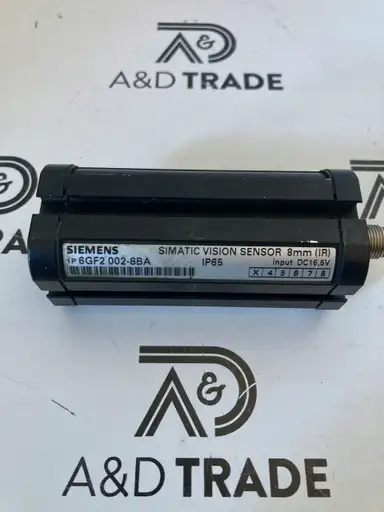 A&D
A&D TRADE
SIEMENS SIMATIC VISION SENSOR 8mm (IR)
1P 6GF2 002-8BA IP65 Input DC16,5V
X 4 5 6 7 8
A&D
A&D TRADE